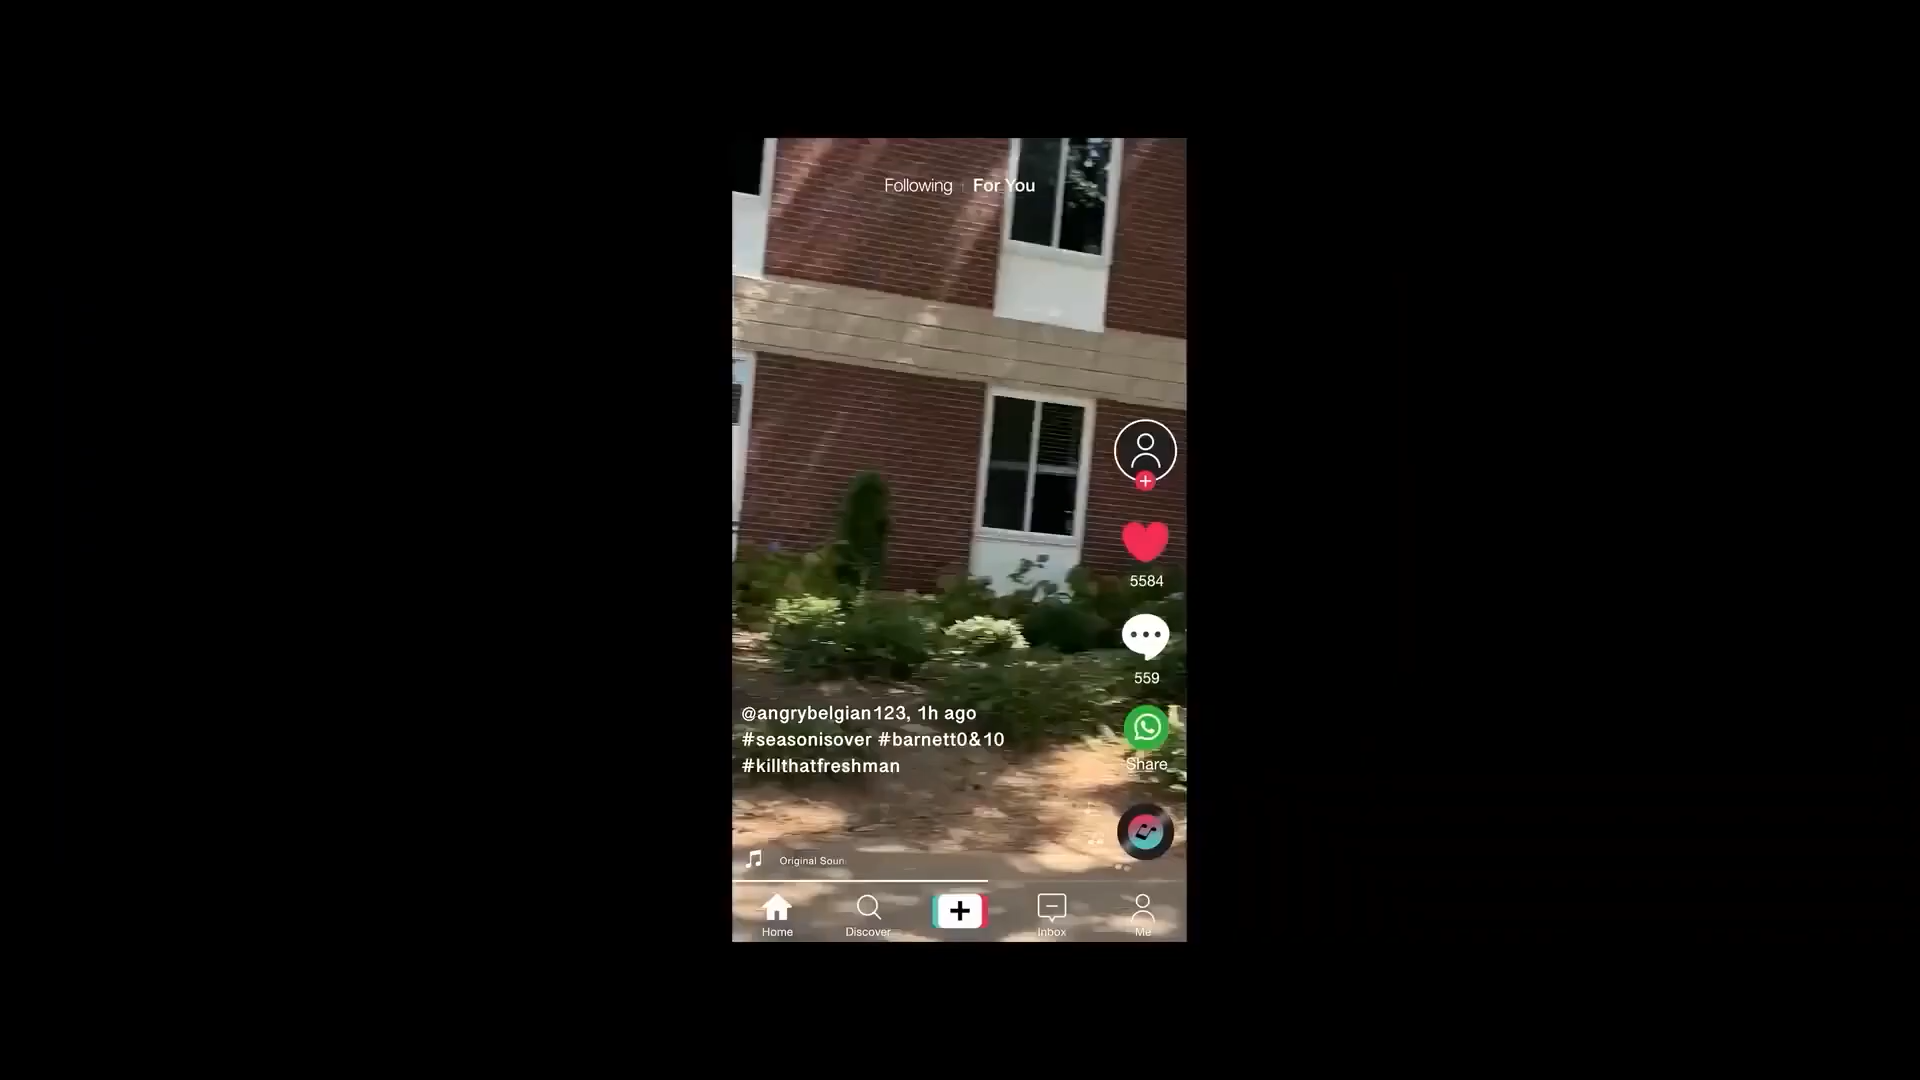 Following For You
5584
559
@angrybelgian123, 1h ago
#seasonisover #barnett0&10
#killthatfreshman
Share
Original Soun
Home Discover Inbox Me